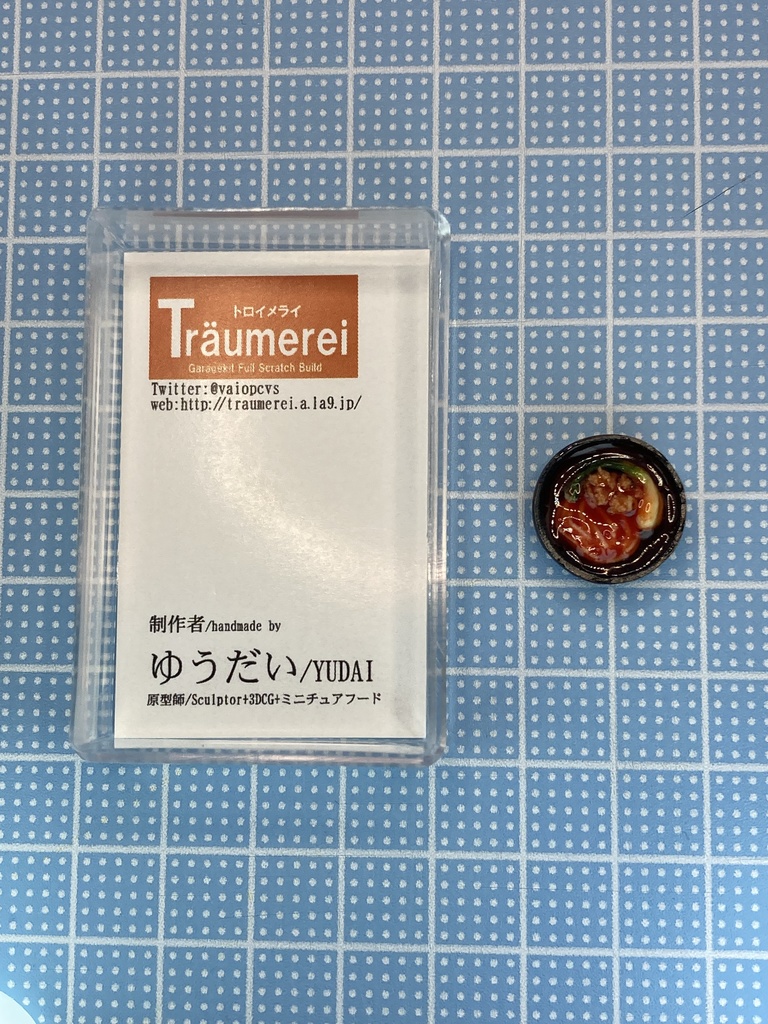 トロイメライ
Träumerei
Garagekit Full Scratch Build
Twitter:@vaiopcvs
web:http://traumerei.a.la9.jp/
制作者/handmade by
ゆうだい/YUDAI
原型師/Sculptor+3DCG+ミニチュアフード